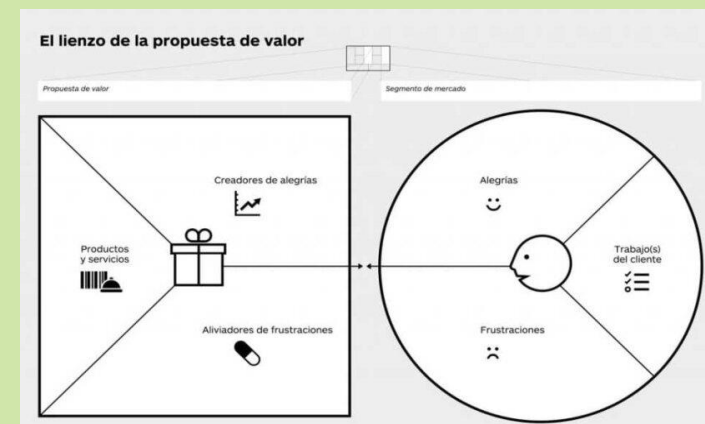 El lienzo de la propuesta de valor
Propuesta de valor
Segmento de mercado
Creadores de alegrías
Productos
y servicios
Aliviadores de frustraciones
Alegrías
Trabajo(s)
del cliente
Frustraciones